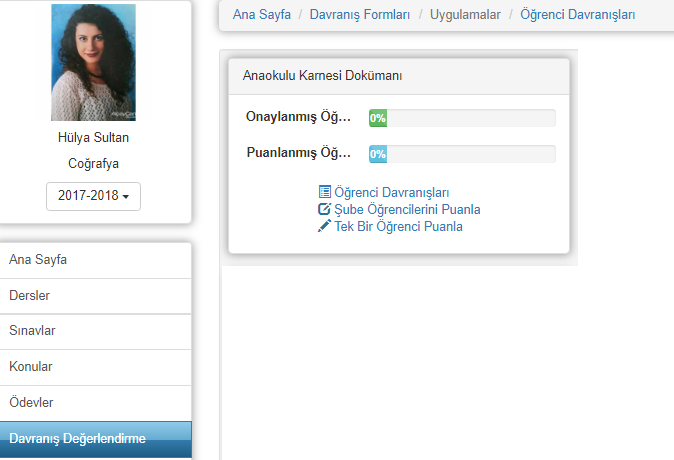 Hülya Sultan
Coğrafya
2017-2018
Ana Sayfa
Dersler
Sınavlar
Konular
Ödevler
Davranış Değerlendirme
Ana Sayfa / Davranış Formları / Uygulamalar / Öğrenci Davranışları
Anaokulu Karnesi Dokümanı
Onaylanmış Öğ... 0%
Puanlanmış Öğ... 0%
Öğrenci Davranışları
Şube Öğrencilerini Puanla
Tek Bir Öğrenci Puanla